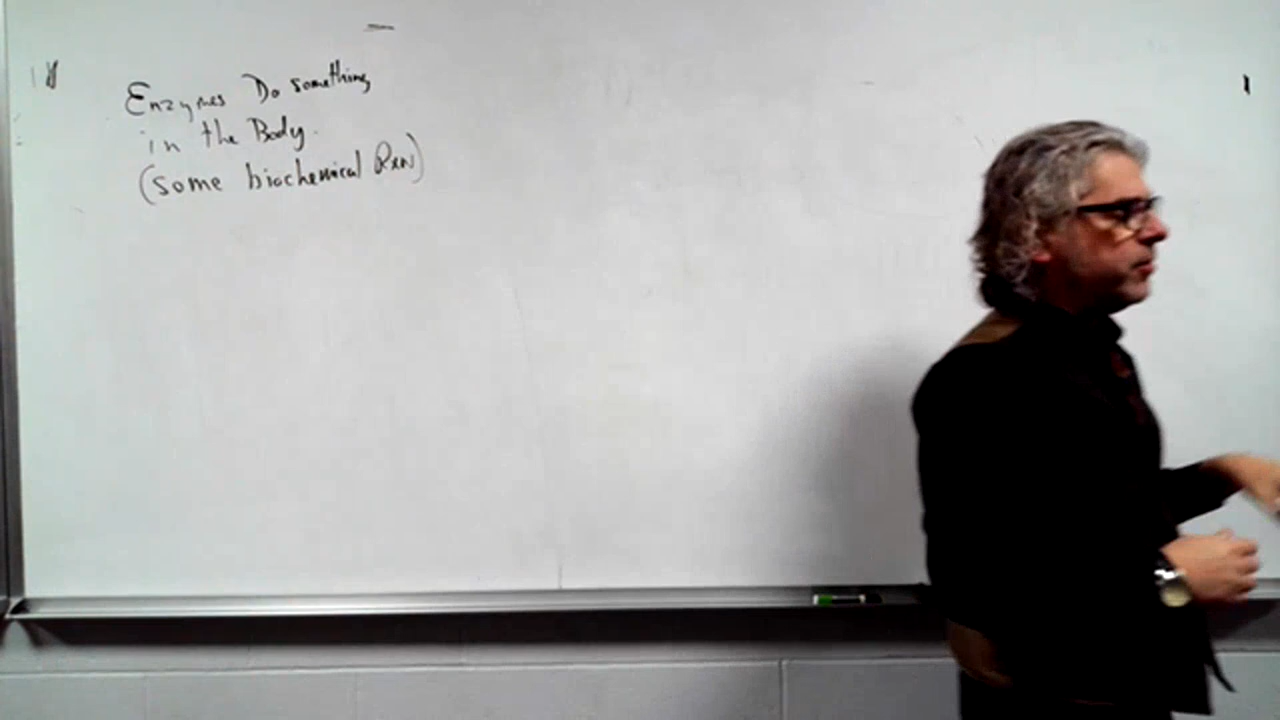 Enzymes Do something
in the Body.
(some biochemical RXN)